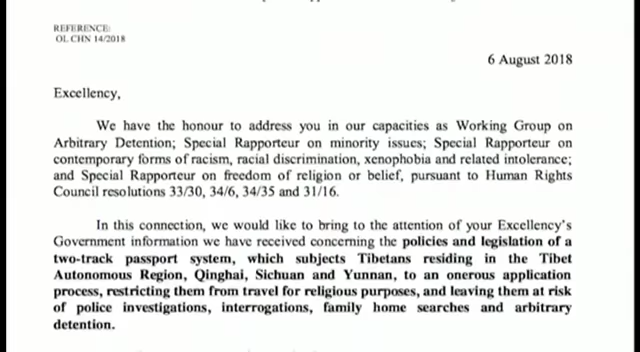 REFERENCE:
OL CHN 14/2018
6 August 2018
Excellency,
We have the honour to address you in our capacities as Working Group on
Arbitrary Detention; Special Rapporteur on minority issues; Special Rapporteur on
contemporary forms of racism, racial discrimination, xenophobia and related intolerance;
and Special Rapporteur on freedom of religion or belief, pursuant to Human Rights
Council resolutions 33/30, 34/6, 34/35 and 31/16.
In this connection, we would like to bring to the attention of your Excellency's
Government information we have received concerning the policies and legislation of a
two-track passport system, which subjects Tibetans residing in the Tibet
Autonomous Region, Qinghai, Sichuan and Yunnan, to an onerous application
process, restricting them from travel for religious purposes, and leaving them at risk
of police investigations, interrogations, family home searches and arbitrary
detention.